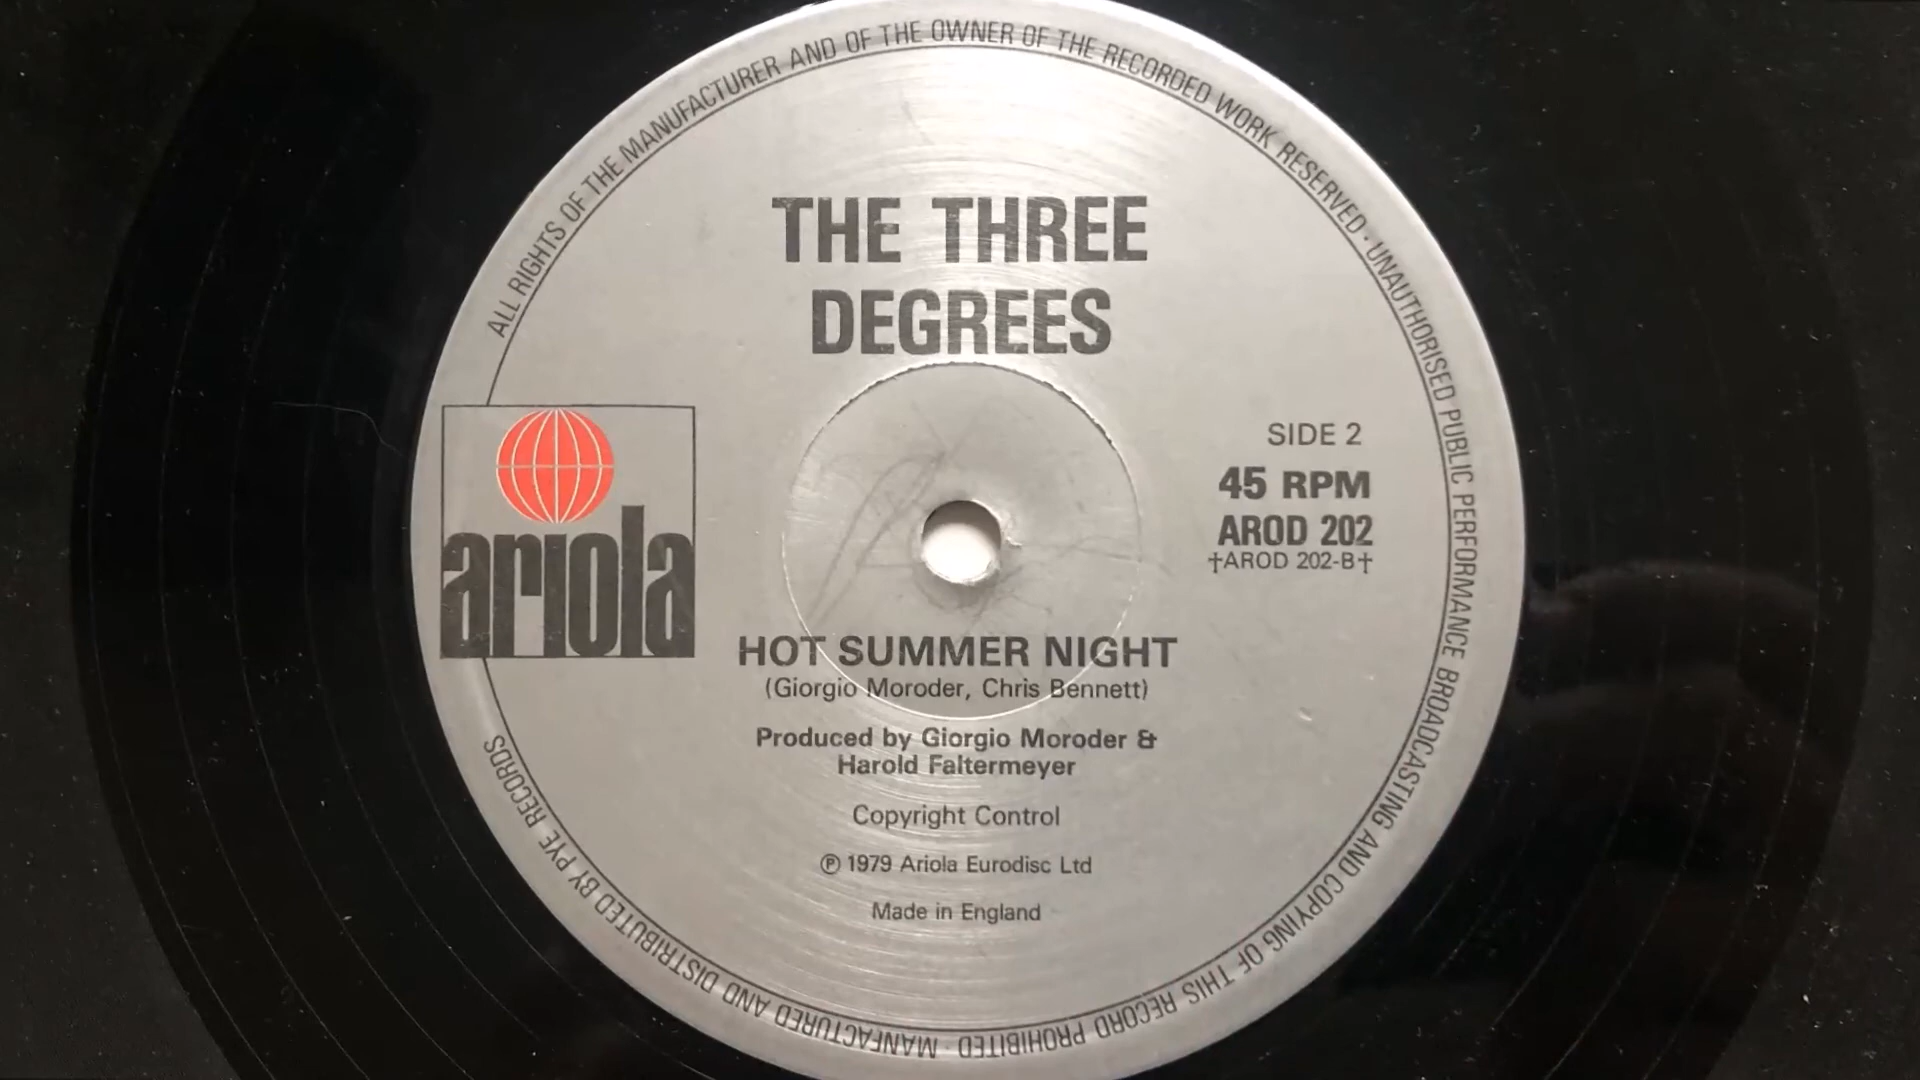 ALL RIGHTS OF THE MANUFACTURER AND OF THE OWNER OF THE RECORDED WORK RESERVED · UNAUTHORISED PUBLIC PERFORMANCE BROADCASTING AND COPYING OF THIS RECORD PROHIBITED · MANFACTURED AND DISTRIBUTED BY PYE RECORDS
THE THREE
DEGREES
ariola
SIDE 2
45 RPM
AROD 202
†AROD 202-B†
HOT SUMMER NIGHT
(Giorgio Moroder, Chris Bennett)
Produced by Giorgio Moroder &
Harold Faltermeyer
Copyright Control
℗ 1979 Ariola Eurodisc Ltd
Made in England